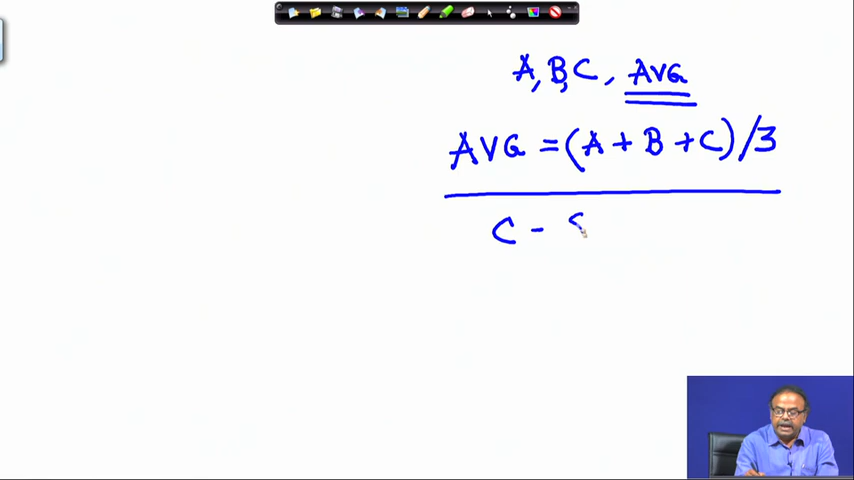 A, B, C, AVG
AVG = (A + B + C) / 3
C - S